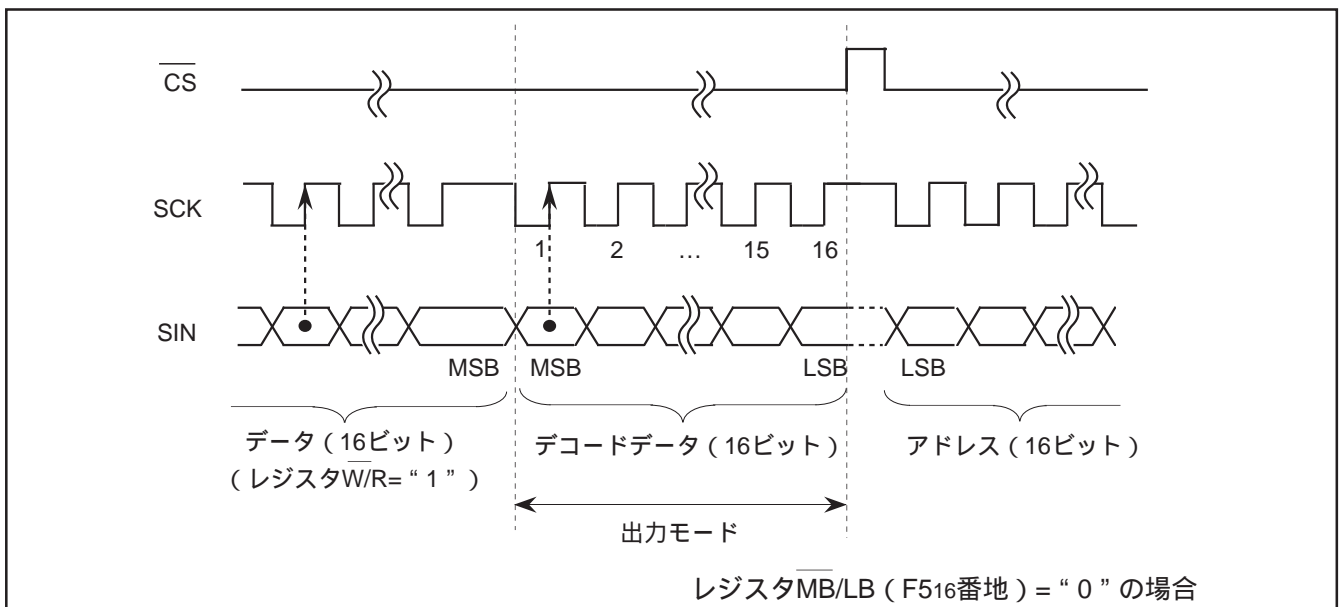 CS
SCK
1 2 … 15 16
SIN
MSB MSB LSB LSB
データ（16ビット） デコードデータ（16ビット） アドレス（16ビット）
（レジスタW/R= “ 1 ” ）
出力モード
レジスタMB/LB（F516番地）= “ 0 ” の場合